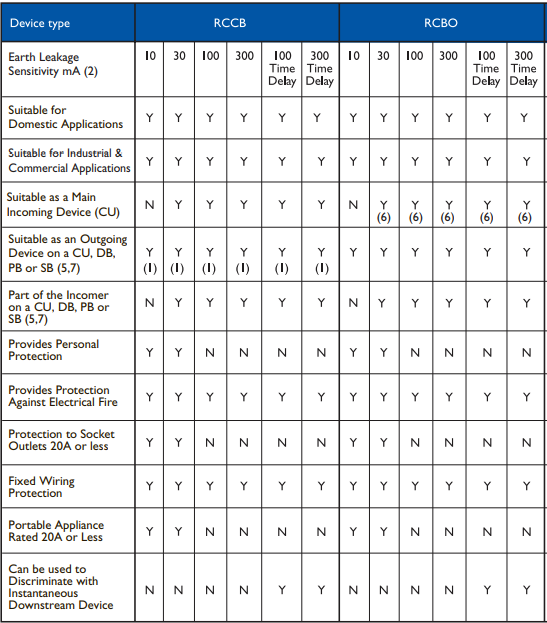 Device type RCCB RCBO
Earth Leakage 10 30 100 300 100 300 10 30 100 300 100 300
Sensitivity mA (2) Time Time Time Time
Delay Delay Delay Delay
Suitable for
Domestic Applications Y Y Y Y Y Y Y Y Y Y Y Y
Suitable for Industrial &
Commercial Applications Y Y Y Y Y Y Y Y Y Y Y Y
Suitable as a Main N Y Y Y Y Y N Y Y Y Y Y
Incoming Device (CU) (6) (6) (6) (6) (6)
Suitable as an Outgoing
Device on a CU, DB, Y Y Y Y Y Y Y Y Y Y Y Y
PB or SB (5,7) (1) (1) (1) (1) (1) (1)
Part of the Incomer
on a CU, DB, PB or N Y Y Y Y Y N Y Y Y Y Y
SB (5,7)
Provides Personal
Protection Y Y N N N N Y Y N N N N
Provides Protection
Against Electrical Fire Y Y Y Y Y Y Y Y Y Y Y Y
Protection to Socket
Outlets 20A or less Y Y N N N N Y Y N N N N
Fixed Wiring
Protection Y Y Y Y Y Y Y Y Y Y Y Y
Portable Appliance
Rated 20A or Less Y Y N N N N Y Y N N N N
Can be used to
Discriminate with
Instantaneous N N N N Y Y N N N N Y Y
Downstream Device